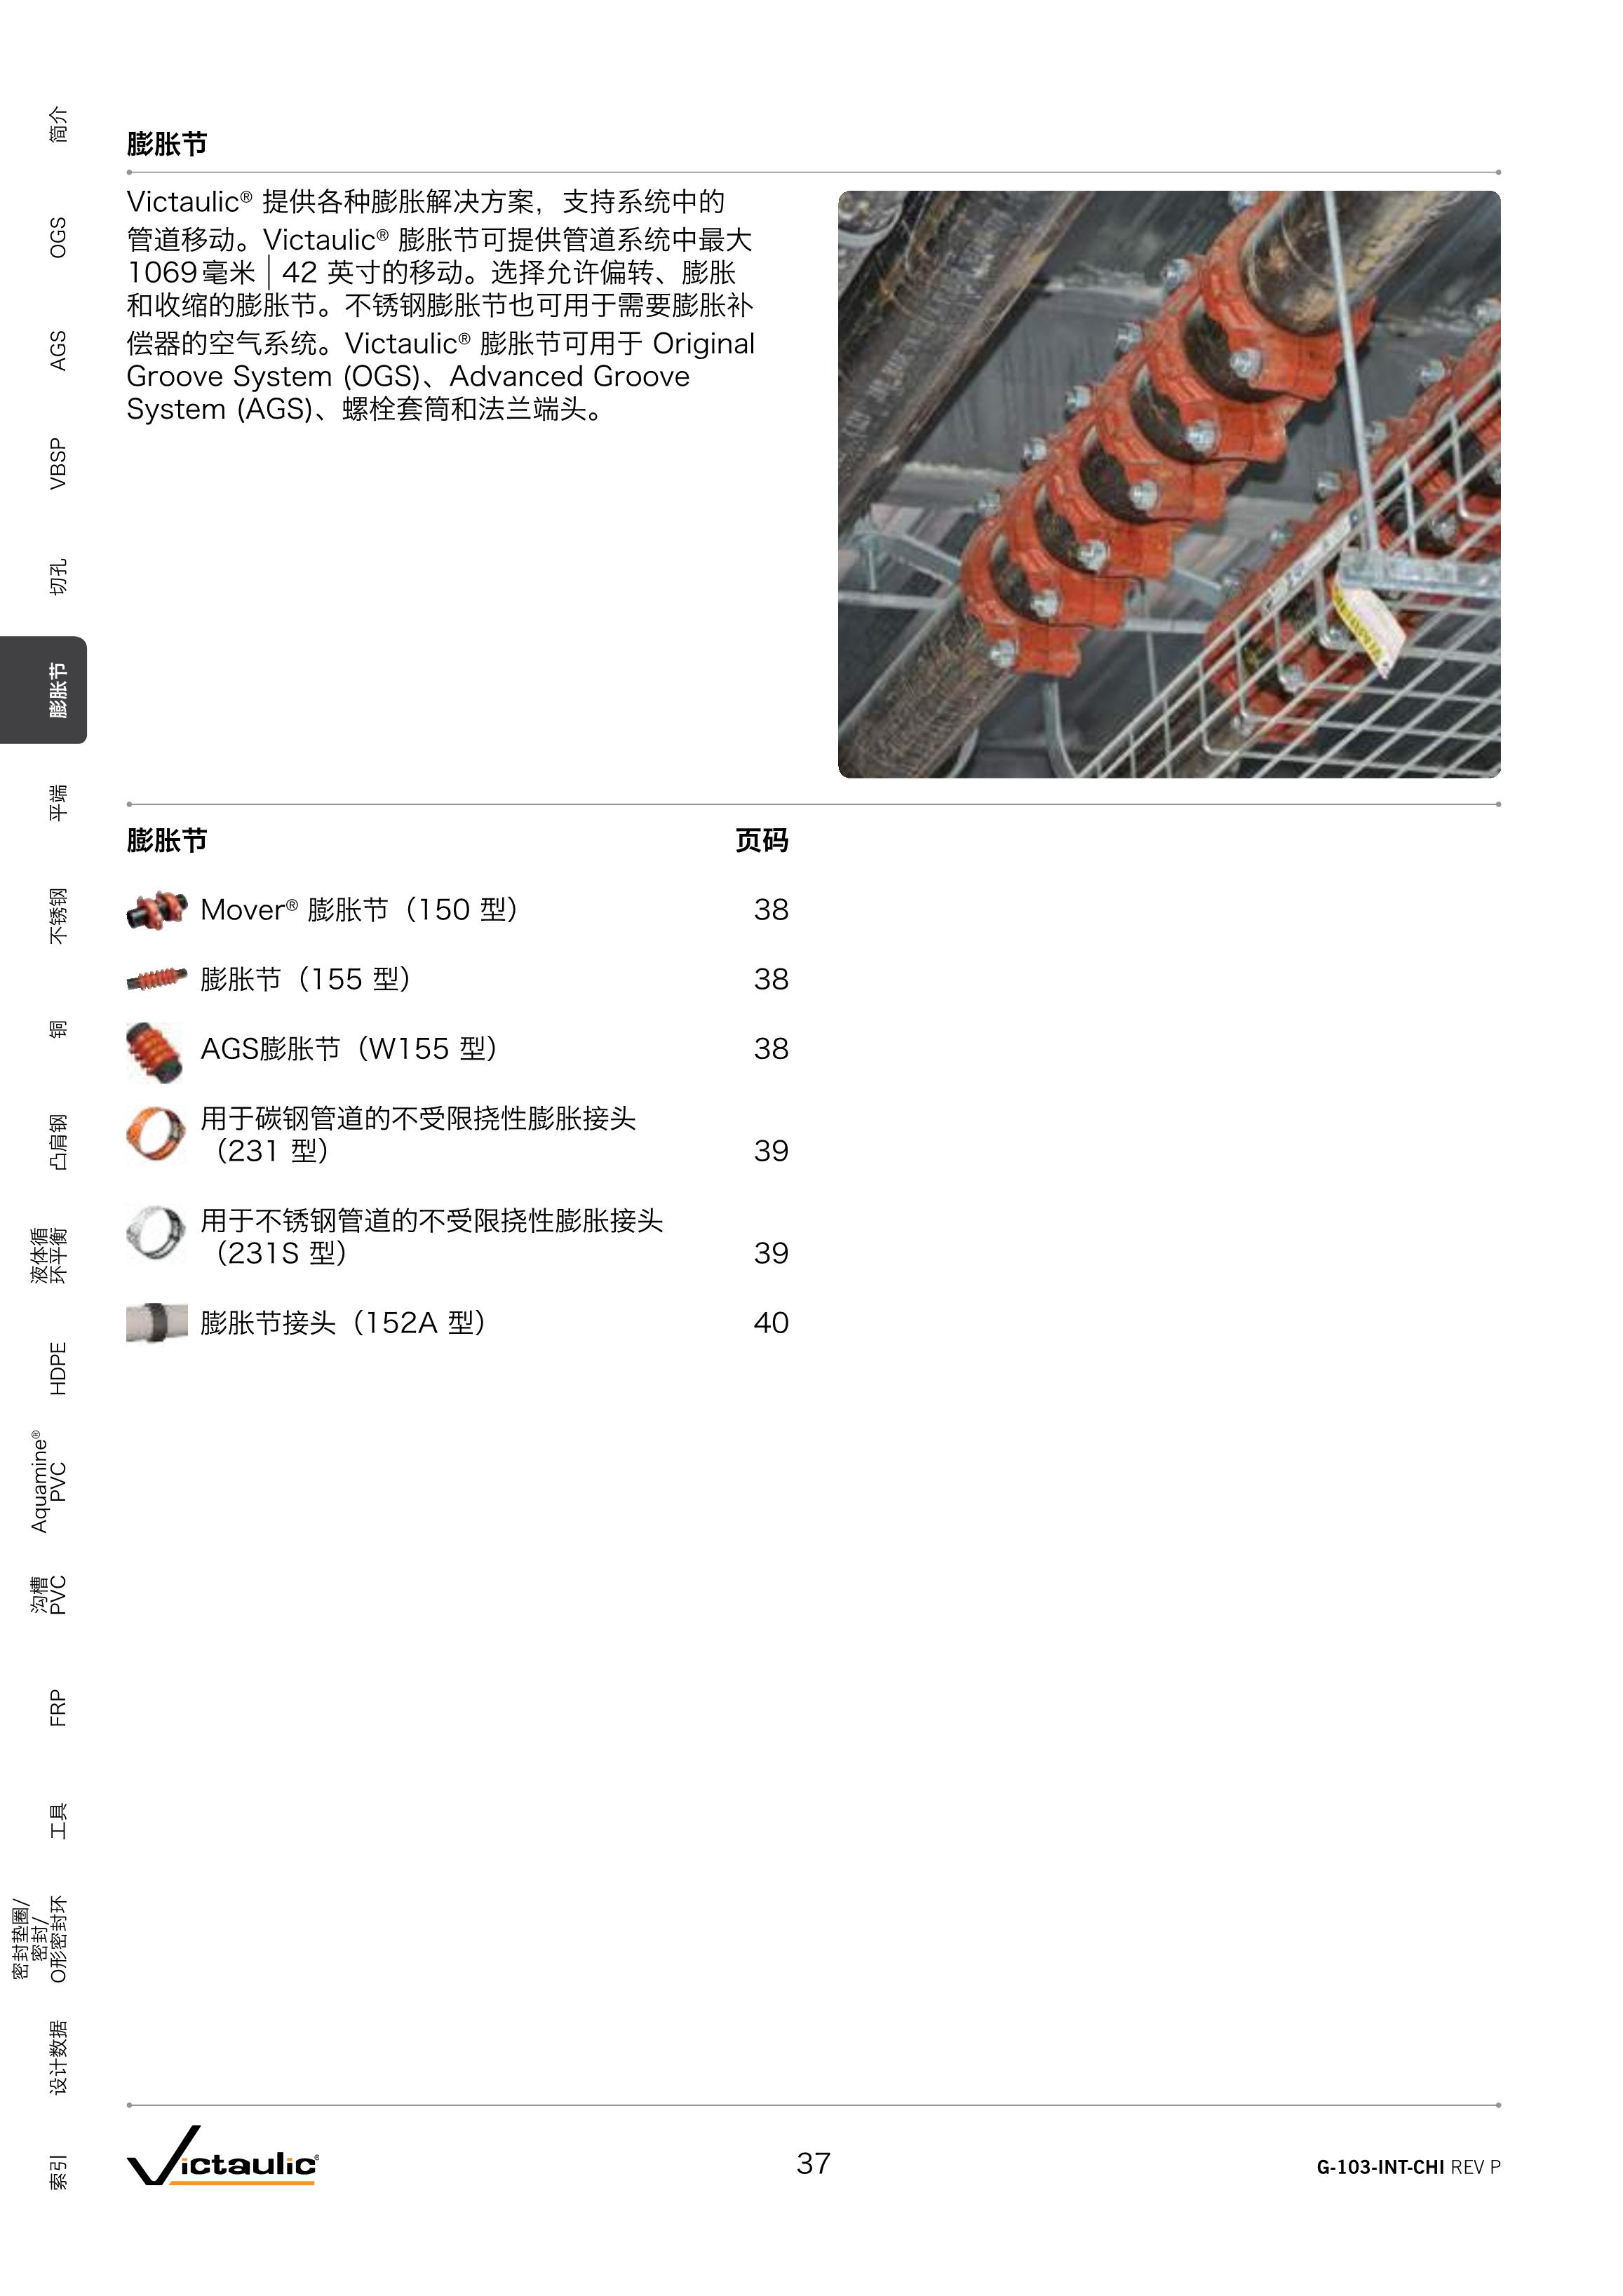 膨胀节
Victaulic® 提供各种膨胀解决方案，支持系统中的
管道移动。Victaulic® 膨胀节可提供管道系统中最大
1069毫米 | 42 英寸的移动。选择允许偏转、膨胀
和收缩的膨胀节。不锈钢膨胀节也可用于需要膨胀补
偿器的空气系统。Victaulic® 膨胀节可用于 Original
Groove System (OGS)、Advanced Groove
System (AGS)、螺栓套筒和法兰端头。
膨胀节 页码
Mover® 膨胀节（150 型） 38
膨胀节（155 型） 38
AGS膨胀节（W155 型） 38
用于碳钢管道的不受限挠性膨胀接头
（231 型） 39
用于不锈钢管道的不受限挠性膨胀接头
（231S 型） 39
膨胀节接头（152A 型） 40
简介
OGS
AGS
VBSP
切孔
膨胀节
平端
不锈钢
铜
凸肩钢
液体循
环平衡
HDPE
Aquamine®
PVC
沟槽
PVC
FRP
工具
密封垫圈/
密封/
O形密封环
设计数据
索引
Victaulic®
37
G-103-INT-CHI REV P